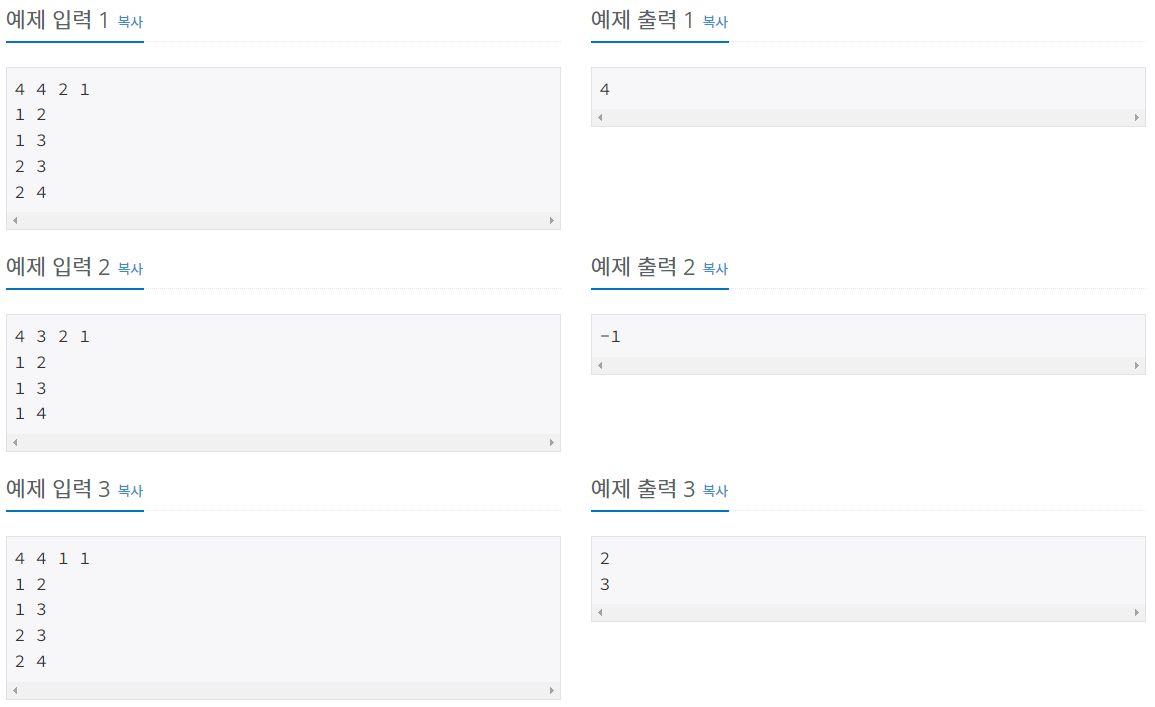 예제 입력 1 복사
4 4 2 1
1 2
1 3
2 3
2 4
예제 출력 1 복사
4
예제 입력 2 복사
4 3 2 1
1 2
1 3
1 4
예제 출력 2 복사
-1
예제 입력 3 복사
4 4 1 1
1 2
1 3
2 3
2 4
예제 출력 3 복사
2
3